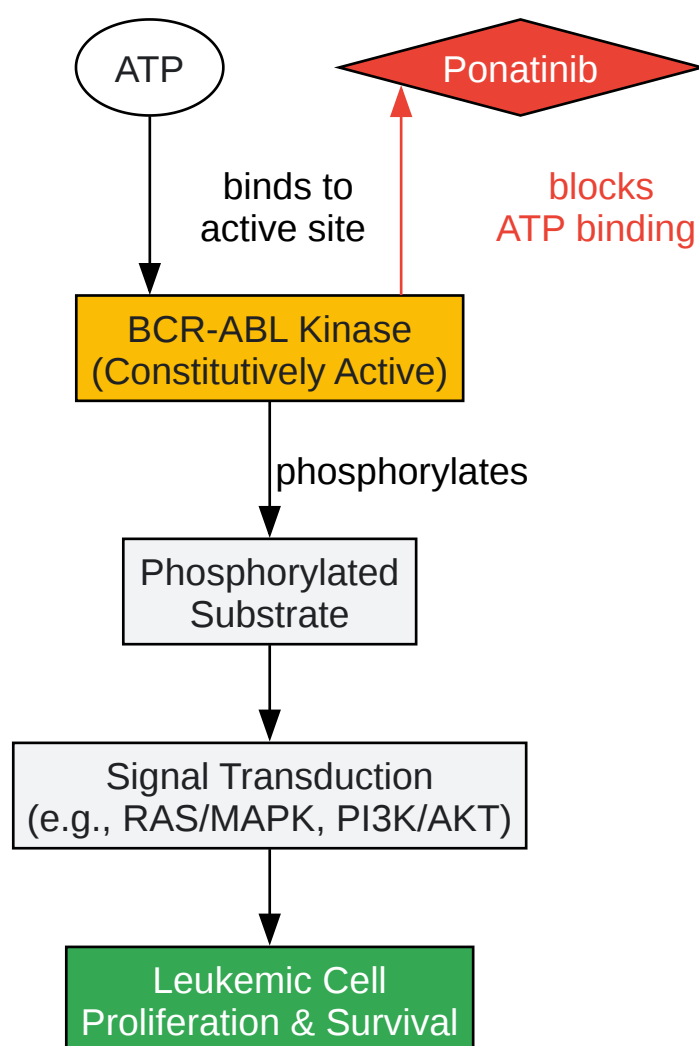 ATP
Ponatinib
binds to
active site
blocks
ATP binding
BCR-ABL Kinase
(Constitutively Active)
phosphorylates
Phosphorylated
Substrate
Signal Transduction
(e.g., RAS/MAPK, PI3K/AKT)
Leukemic Cell
Proliferation & Survival